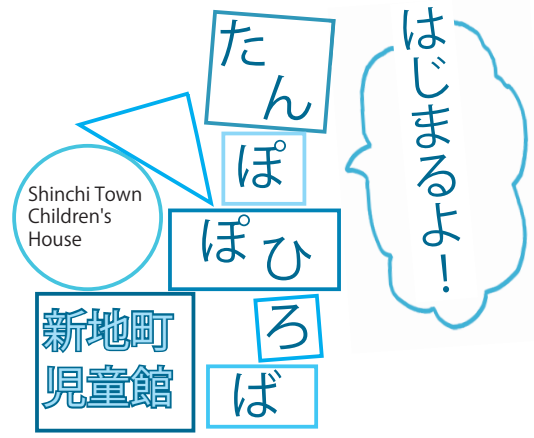 はじまるよ！
たんぽぽひろば
Shinchi Town
Children's
House
新地町
児童館